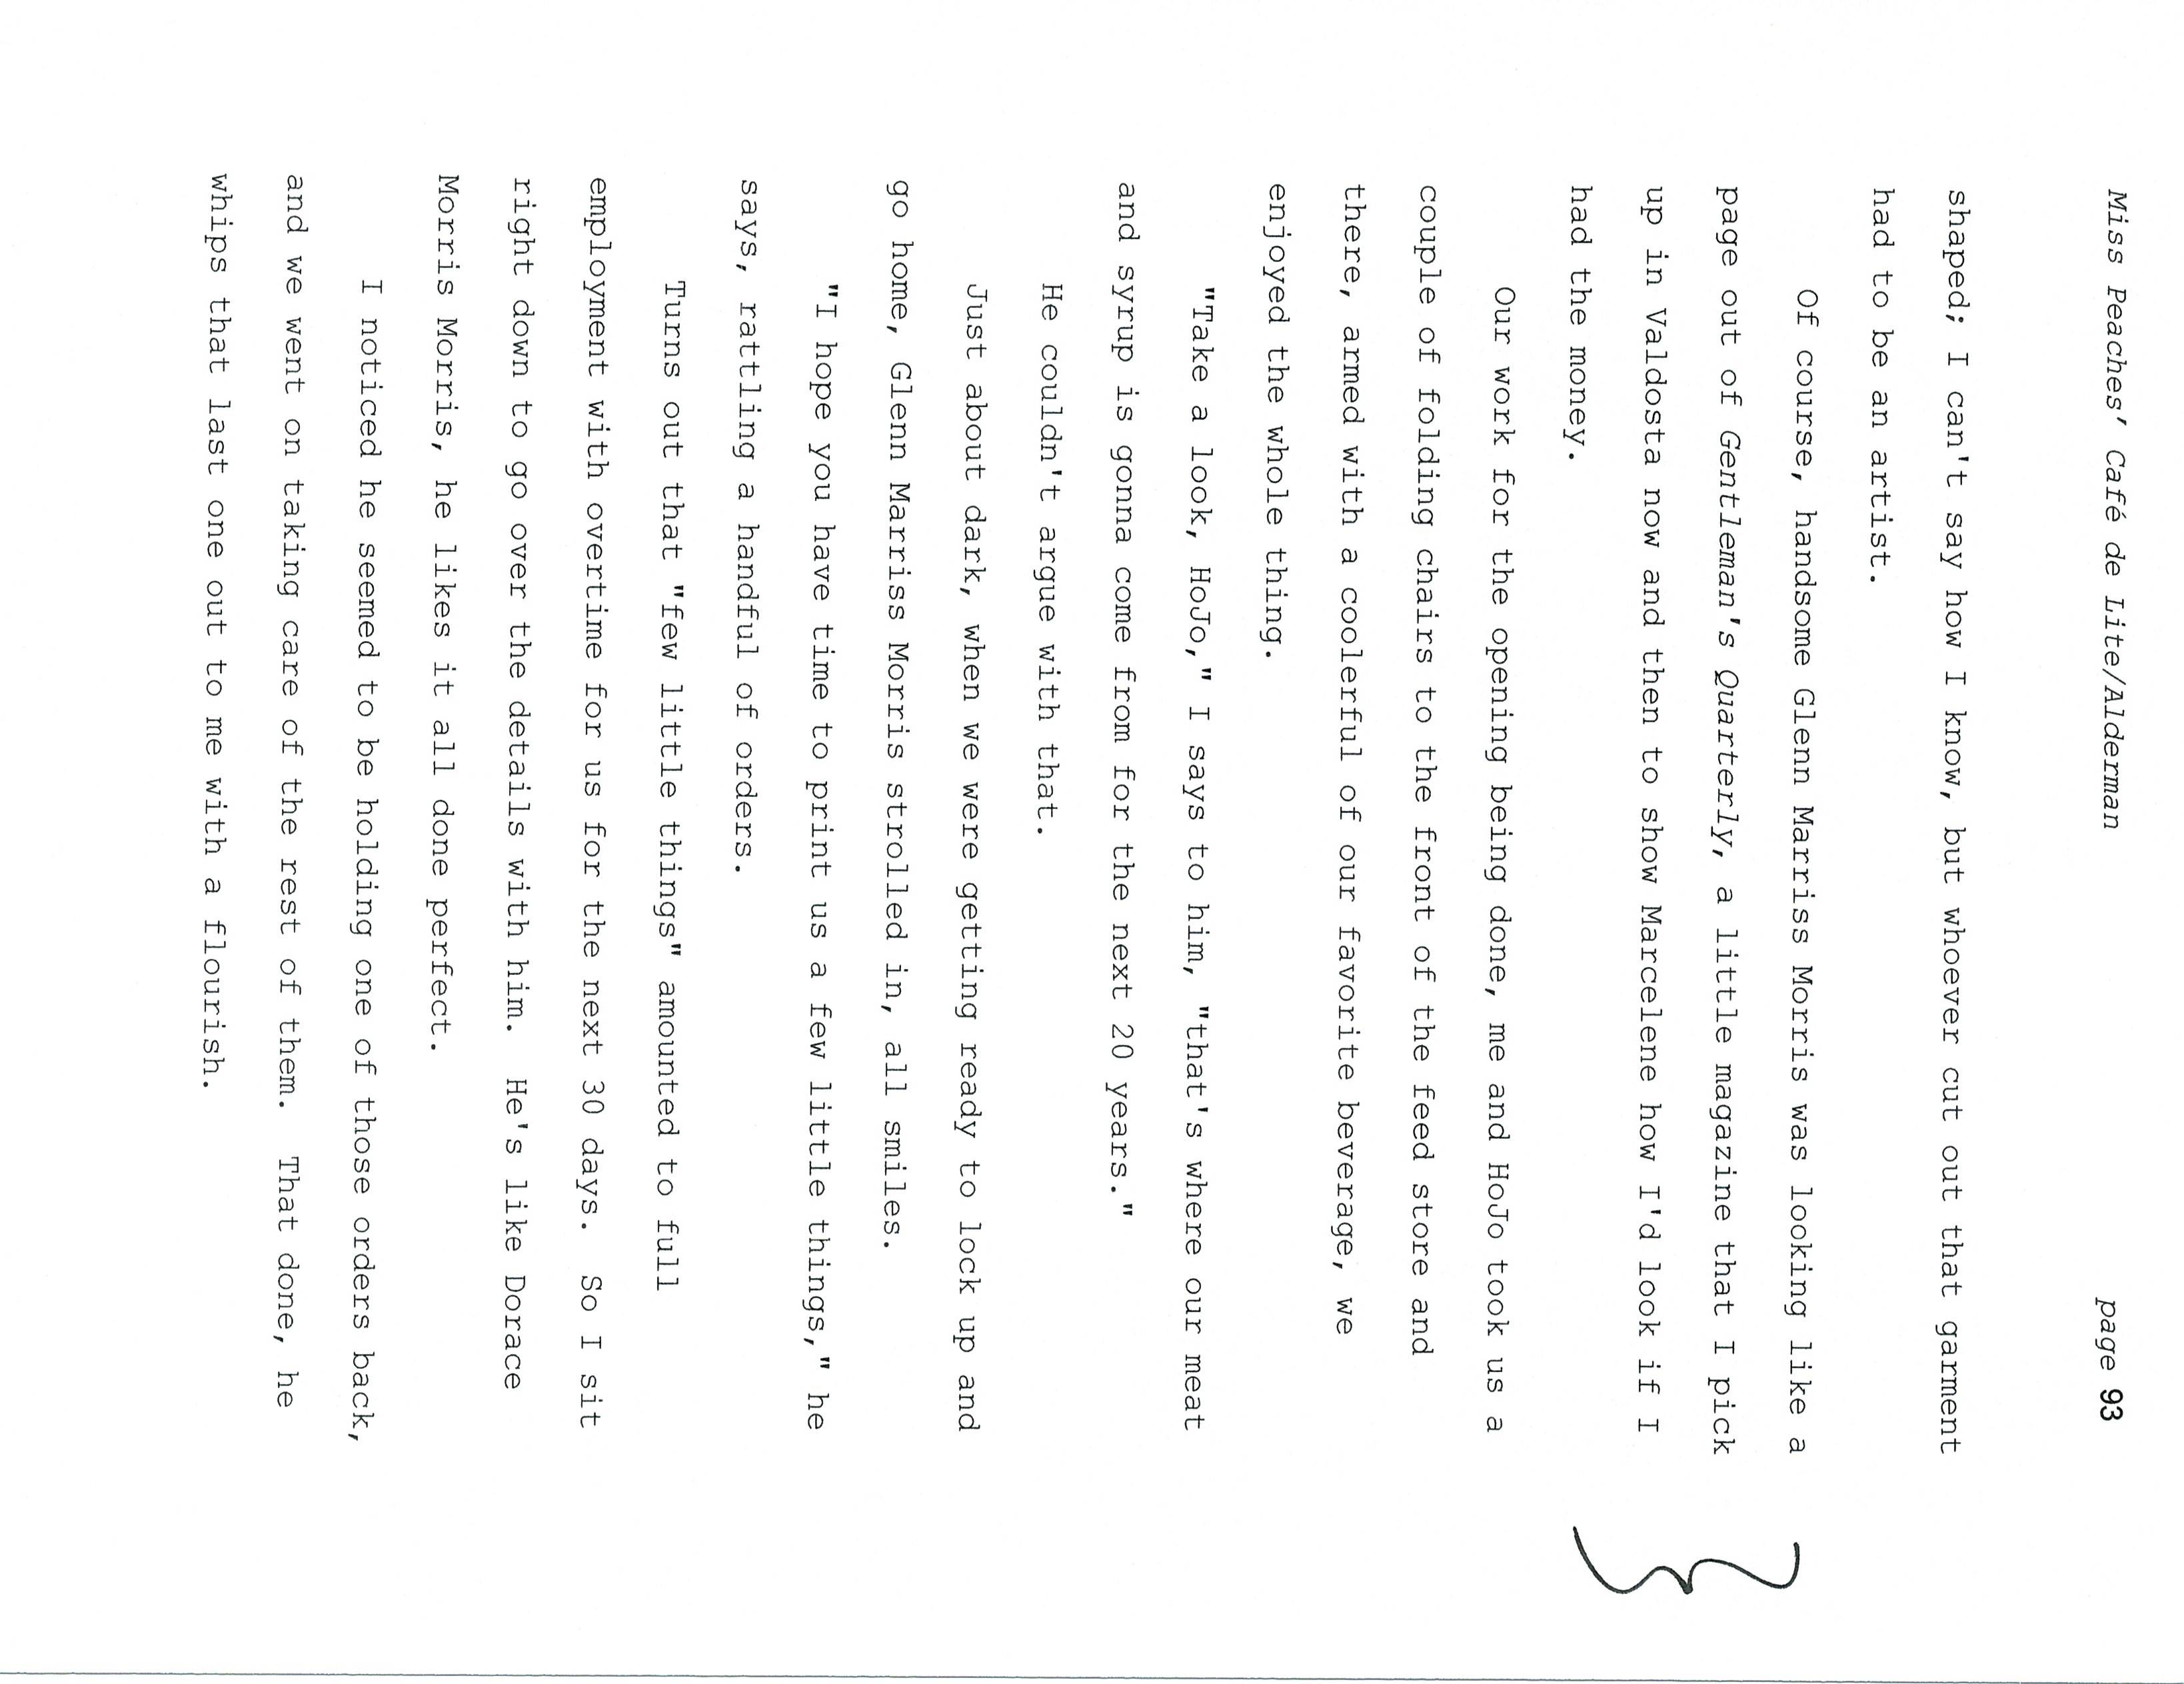 Miss Peaches' Café de Lite/Alderman page 93
shaped; I can't say how I know, but whoever cut out that garment
had to be an artist.
Of course, handsome Glenn Marriss Morris was looking like a
page out of Gentleman's Quarterly, a little magazine that I pick
up in Valdosta now and then to show Marcelene how I'd look if I
had the money.
Our work for the opening being done, me and HoJo took us a
couple of folding chairs to the front of the feed store and
there, armed with a coolerful of our favorite beverage, we
enjoyed the whole thing.
"Take a look, HoJo," I says to him, "that's where our meat
and syrup is gonna come from for the next 20 years."
He couldn't argue with that.
Just about dark, when we were getting ready to lock up and
go home, Glenn Marriss Morris strolled in, all smiles.
"I hope you have time to print us a few little things," he
says, rattling a handful of orders.
Turns out that "few little things" amounted to full
employment with overtime for us for the next 30 days.  So I sit
right down to go over the details with him.  He's like Dorace
Morris Morris, he likes it all done perfect.
I noticed he seemed to be holding one of those orders back,
and we went on taking care of the rest of them.  That done, he
whips that last one out to me with a flourish.